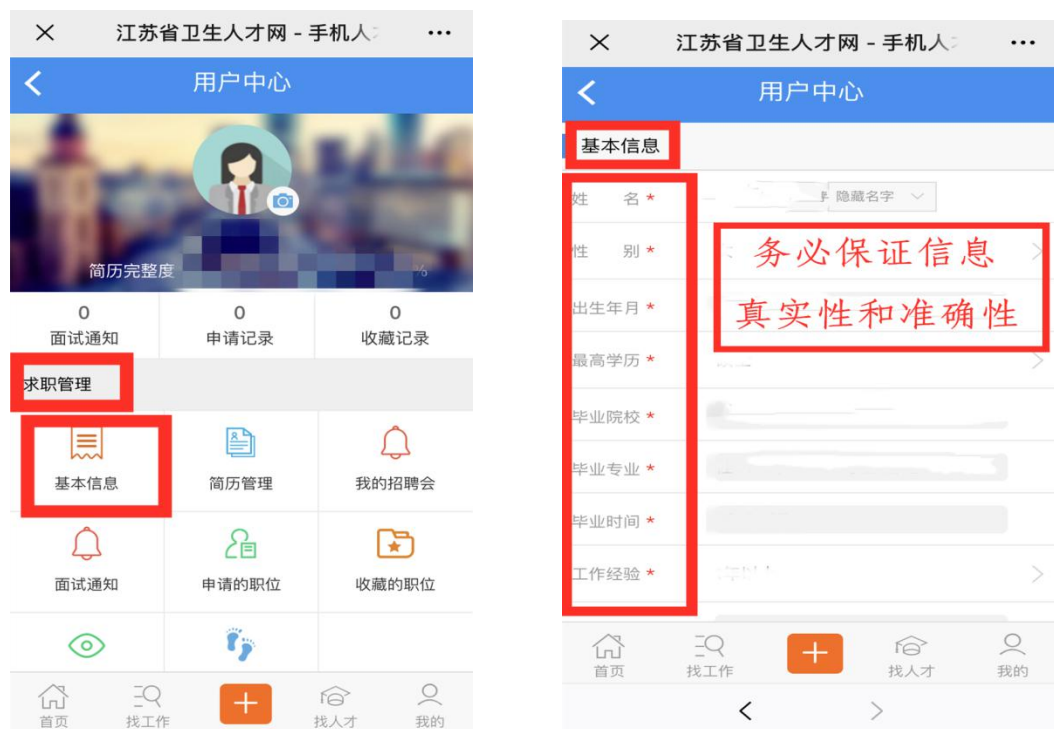 江苏省卫生人才网 - 手机人
用户中心
简历完整度
%
0
面试通知
0
申请记录
0
收藏记录
求职管理
基本信息
简历管理
我的招聘会
面试通知
申请的职位
收藏的职位
首页
找工作
找人才
我的
江苏省卫生人才网 - 手机人
用户中心
基本信息
姓 名 *
隐藏名字
性 别 *
出生年月 *
最高学历 *
毕业院校 *
毕业专业 *
毕业时间 *
工作经验 *
务必保证信息
真实性和准确性
首页
找工作
找人才
我的